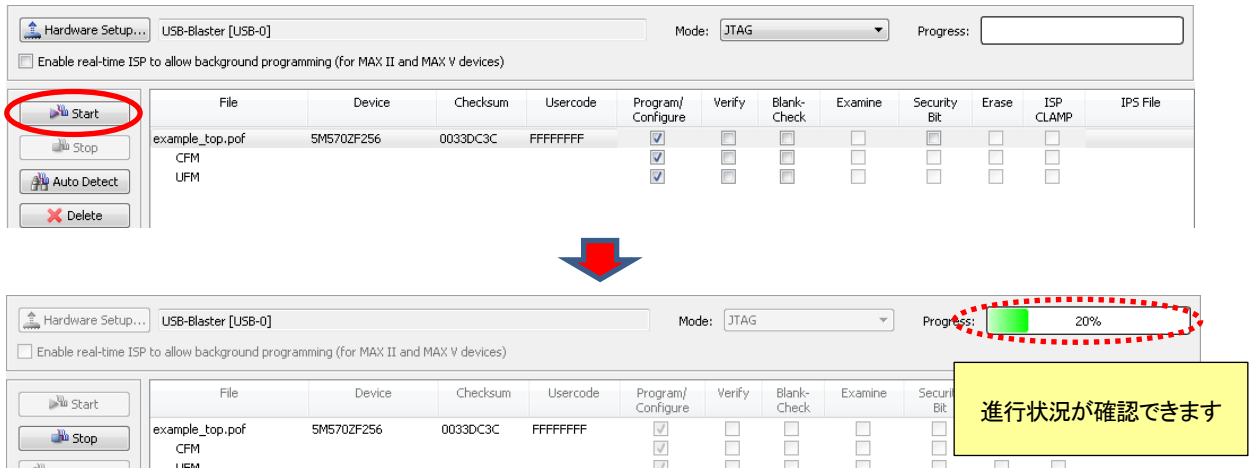 Hardware Setup... USB-Blaster [USB-0] Mode: JTAG Progress:
Enable real-time ISP to allow background programming (for MAX II and MAX V devices)
Start
Stop
Auto Detect
Delete
File Device Checksum Usercode Program/ Configure Verify Blank- Check Examine Security Bit Erase ISP CLAMP IPS File
example_top.pof 5M570ZF256 0033DC3C FFFFFFFF
CFM
UFM
Hardware Setup... USB-Blaster [USB-0] Mode: JTAG Progress: 20%
Enable real-time ISP to allow background programming (for MAX II and MAX V devices)
Start
Stop
File Device Checksum Usercode Program/ Configure Verify Blank- Check Examine Bit
example_top.pof 5M570ZF256 0033DC3C FFFFFFFF
CFM
UFM
進行状況が確認できます